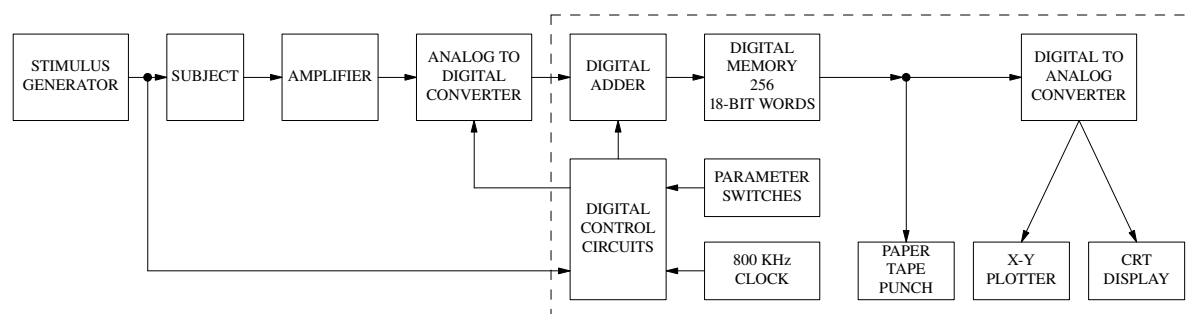 STIMULUS
GENERATOR
SUBJECT
AMPLIFIER
ANALOG TO
DIGITAL
CONVERTER
DIGITAL
ADDER
DIGITAL
MEMORY
256
18-BIT WORDS
DIGITAL TO
ANALOG
CONVERTER
DIGITAL
CONTROL
CIRCUITS
PARAMETER
SWITCHES
800 KHz
CLOCK
PAPER
TAPE
PUNCH
X-Y
PLOTTER
CRT
DISPLAY